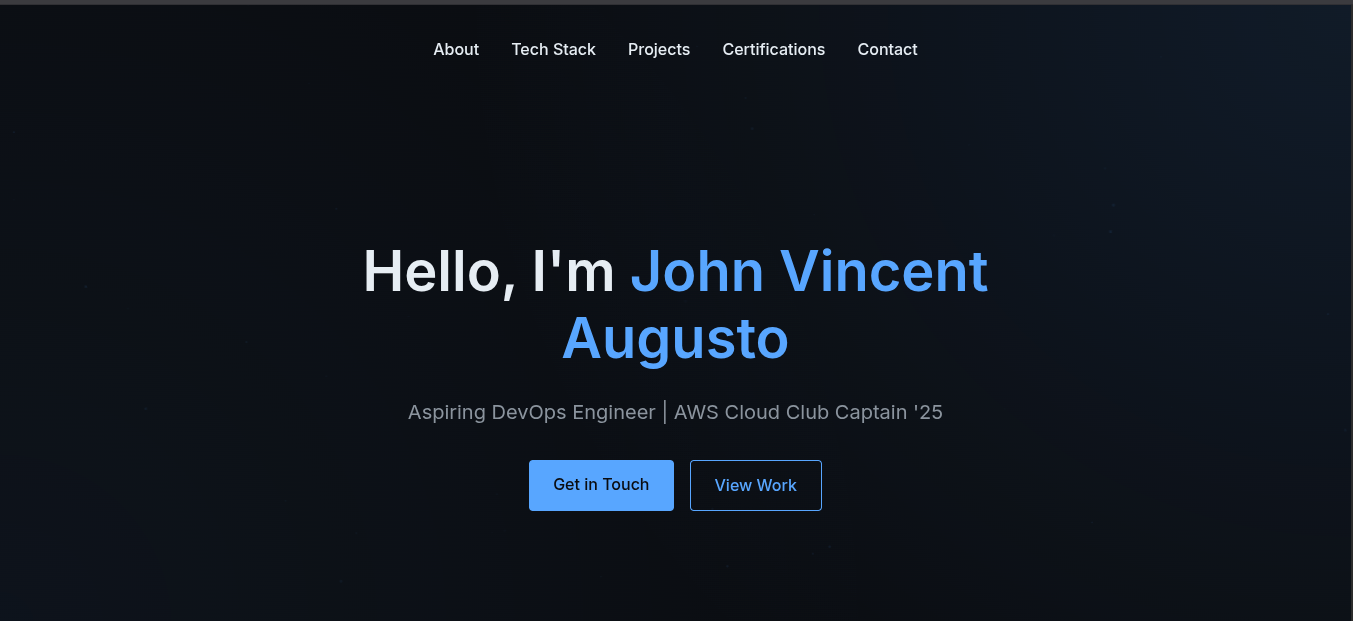 About Tech Stack Projects Certifications Contact
Hello, I'm John Vincent
Augusto
Aspiring DevOps Engineer | AWS Cloud Club Captain '25
Get in Touch View Work